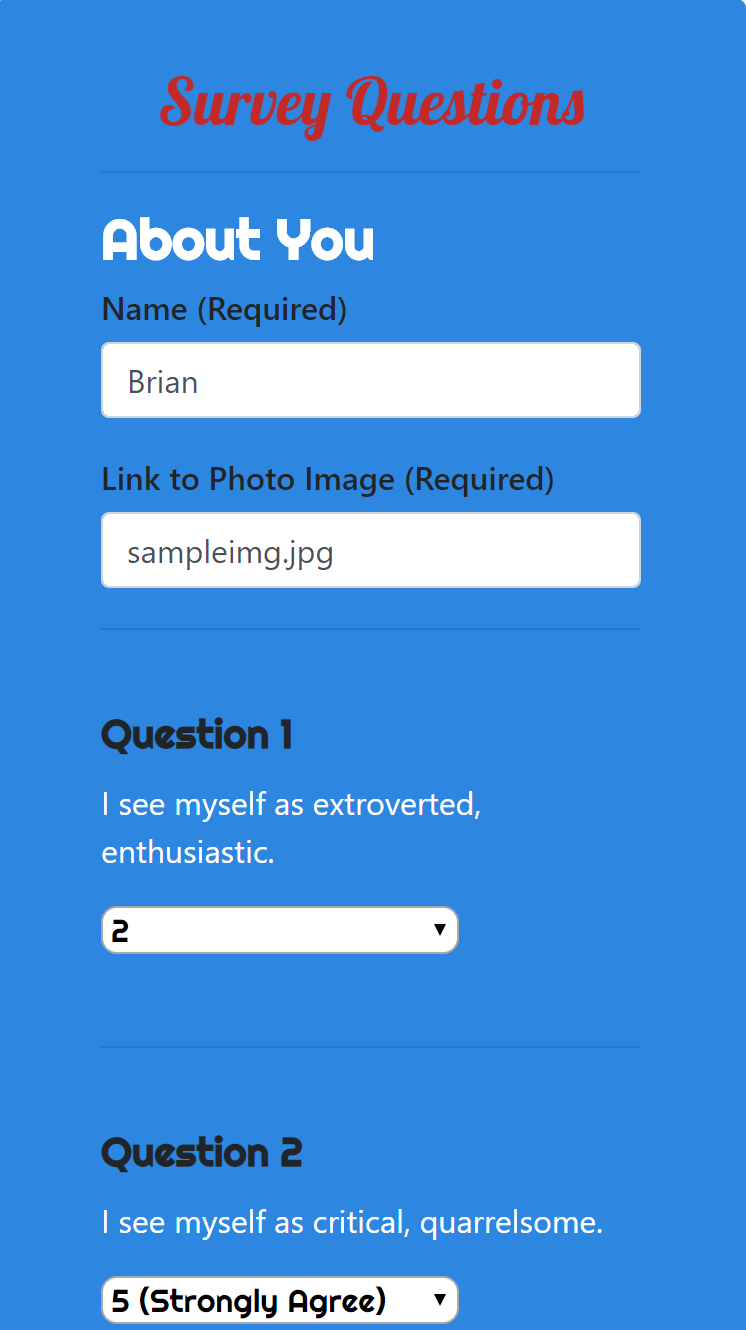 Survey Questions
About You
Name (Required)
Brian
Link to Photo Image (Required)
sampleimg.jpg
Question 1
I see myself as extroverted,
enthusiastic.
2
Question 2
I see myself as critical, quarrelsome.
5 (Strongly Agree)